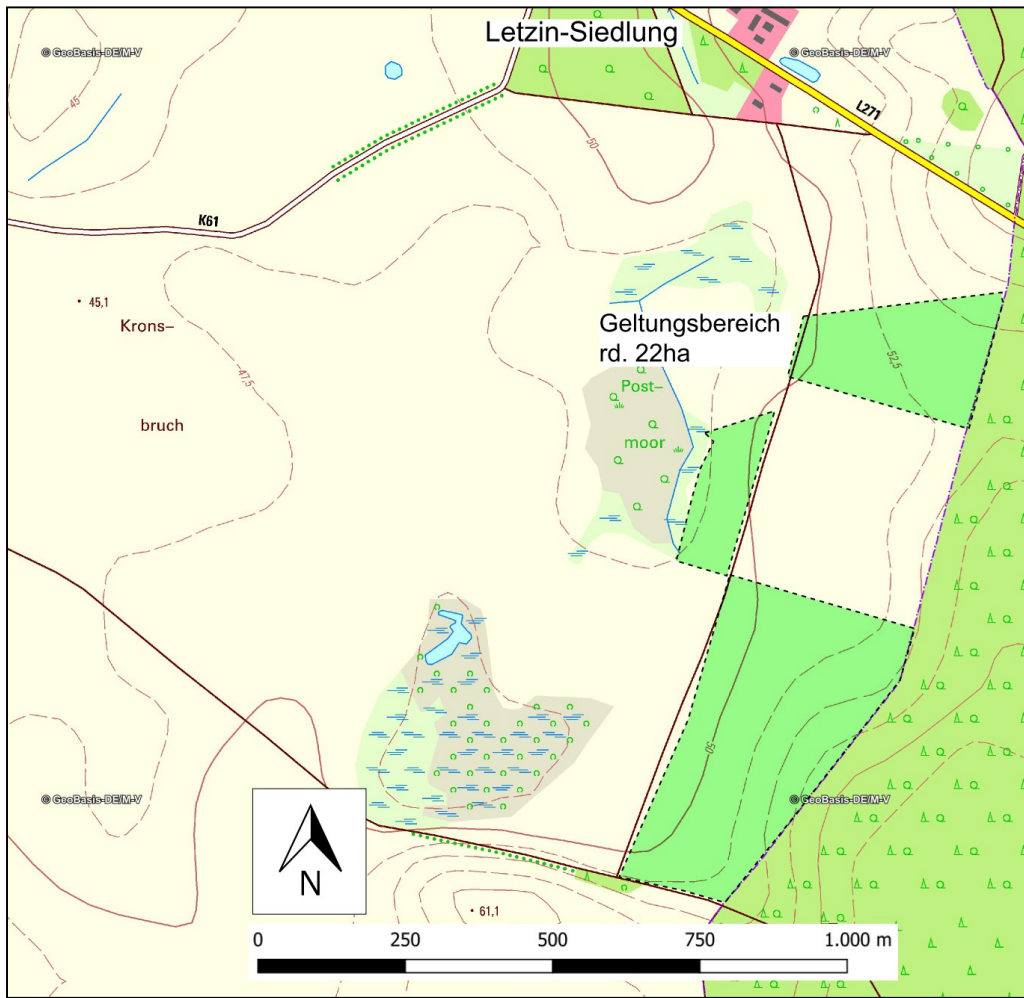 Letzin-Siedlung
© GeoBasis-DE/M-V
© GeoBasis-DE/M-V
45
L271
50
K61
45,1
Krons-
Geltungsbereich
rd. 22ha
52,5
47,5
Post-
bruch
moor
50
© GeoBasis-DE/M-V
© GeoBasis-DE/M-V
N
61,1
0 250 500 750 1.000 m